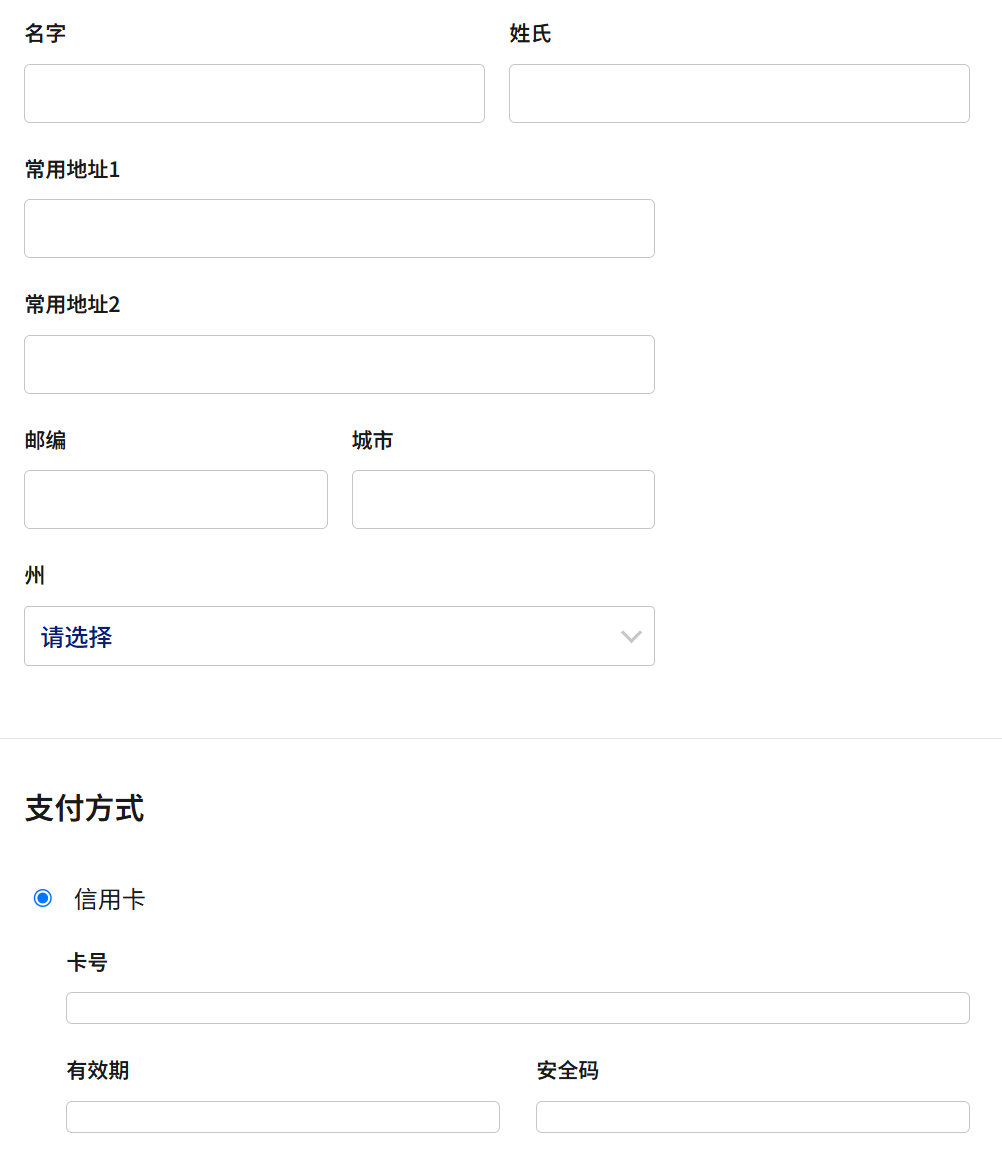 名字 姓氏
常用地址1
常用地址2
邮编 城市
州
请选择
支付方式
信用卡
卡号
有效期 安全码